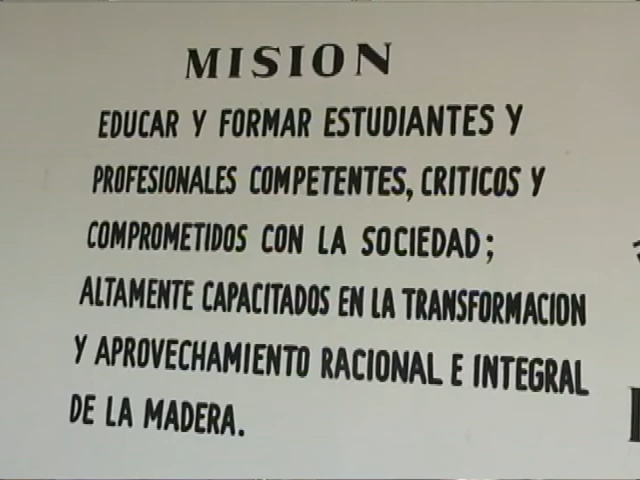 MISION
EDUCAR Y FORMAR ESTUDIANTES Y
PROFESIONALES COMPETENTES, CRITICOS Y
COMPROMETIDOS CON LA SOCIEDAD;
ALTAMENTE CAPACITADOS EN LA TRANSFORMACION
Y APROVECHAMIENTO RACIONAL E INTEGRAL
DE LA MADERA.